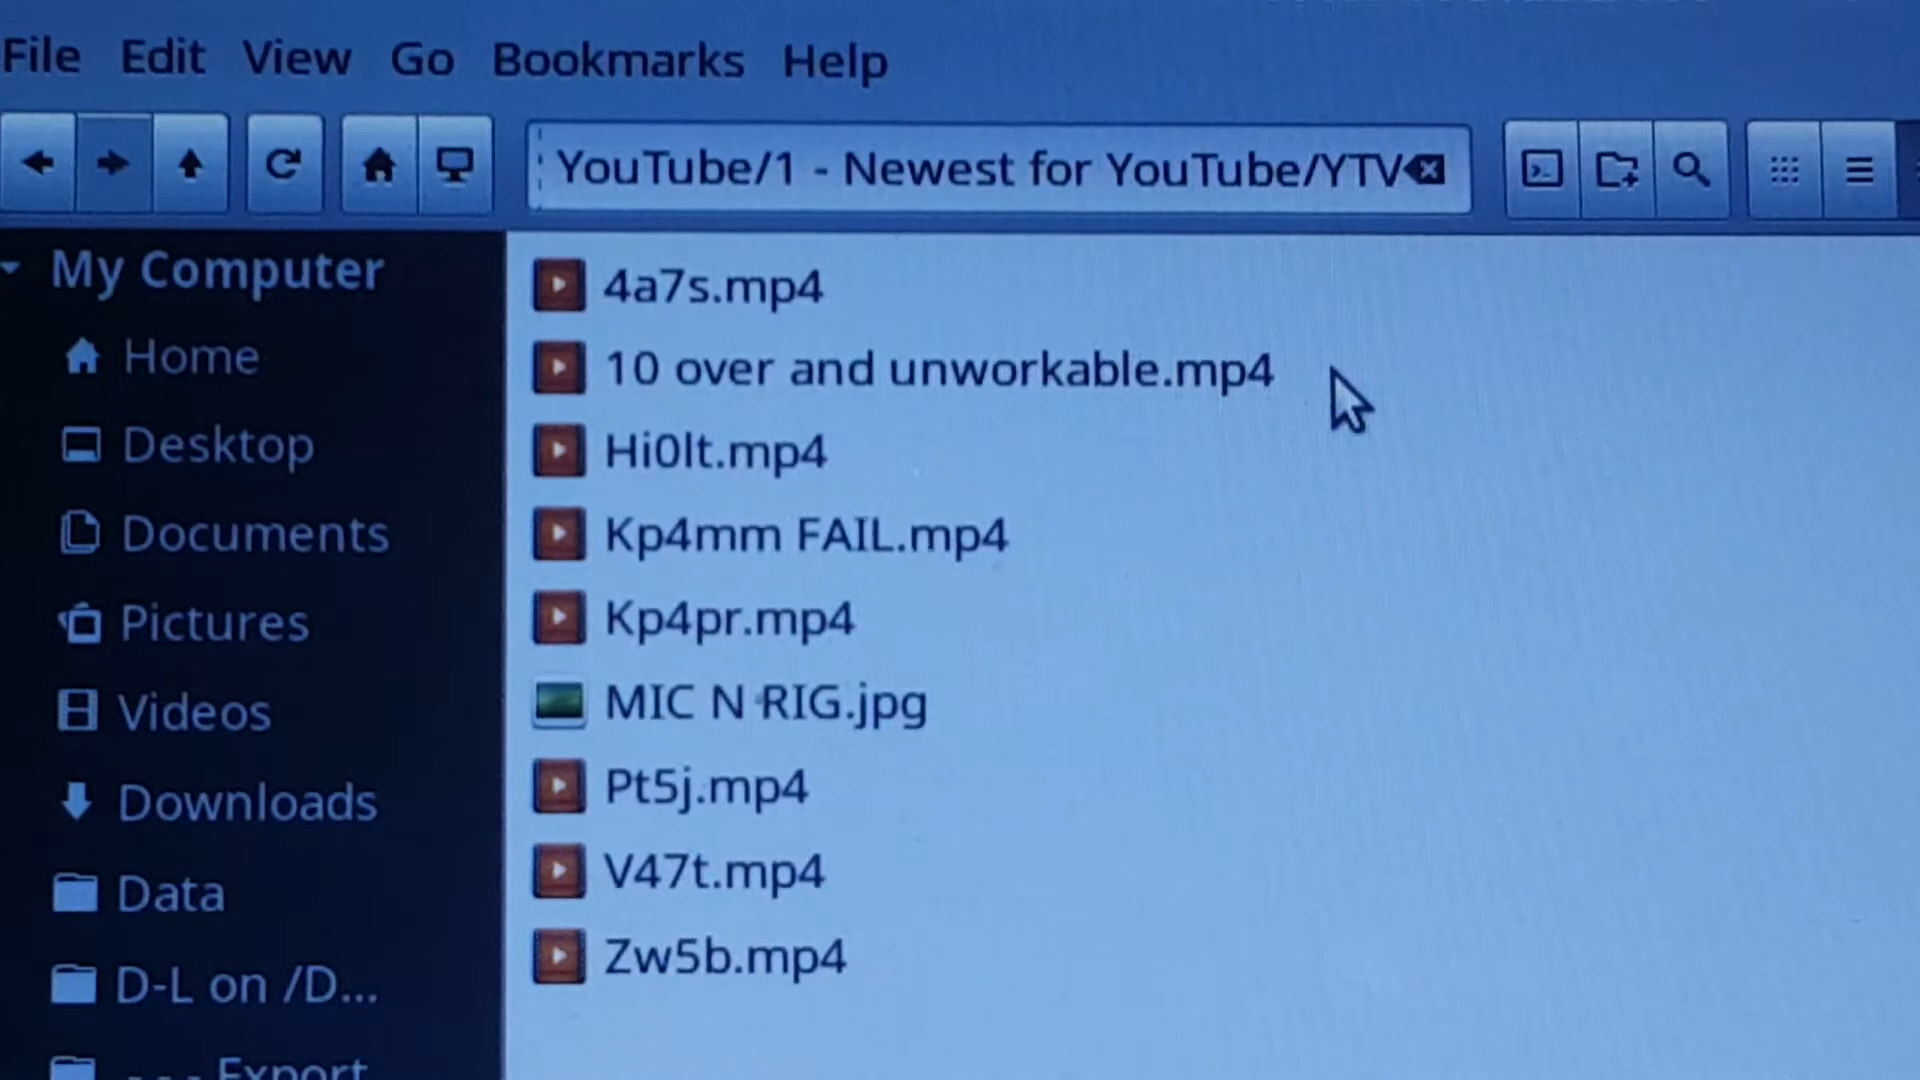 File Edit View Go Bookmarks Help
YouTube/1 - Newest for YouTube/YTV
My Computer
Home
Desktop
Documents
Pictures
Videos
Downloads
Data
D-L on /D...
- - - Export
4a7s.mp4
10 over and unworkable.mp4
Hi0lt.mp4
Kp4mm FAIL.mp4
Kp4pr.mp4
MIC N RIG.jpg
Pt5j.mp4
V47t.mp4
Zw5b.mp4